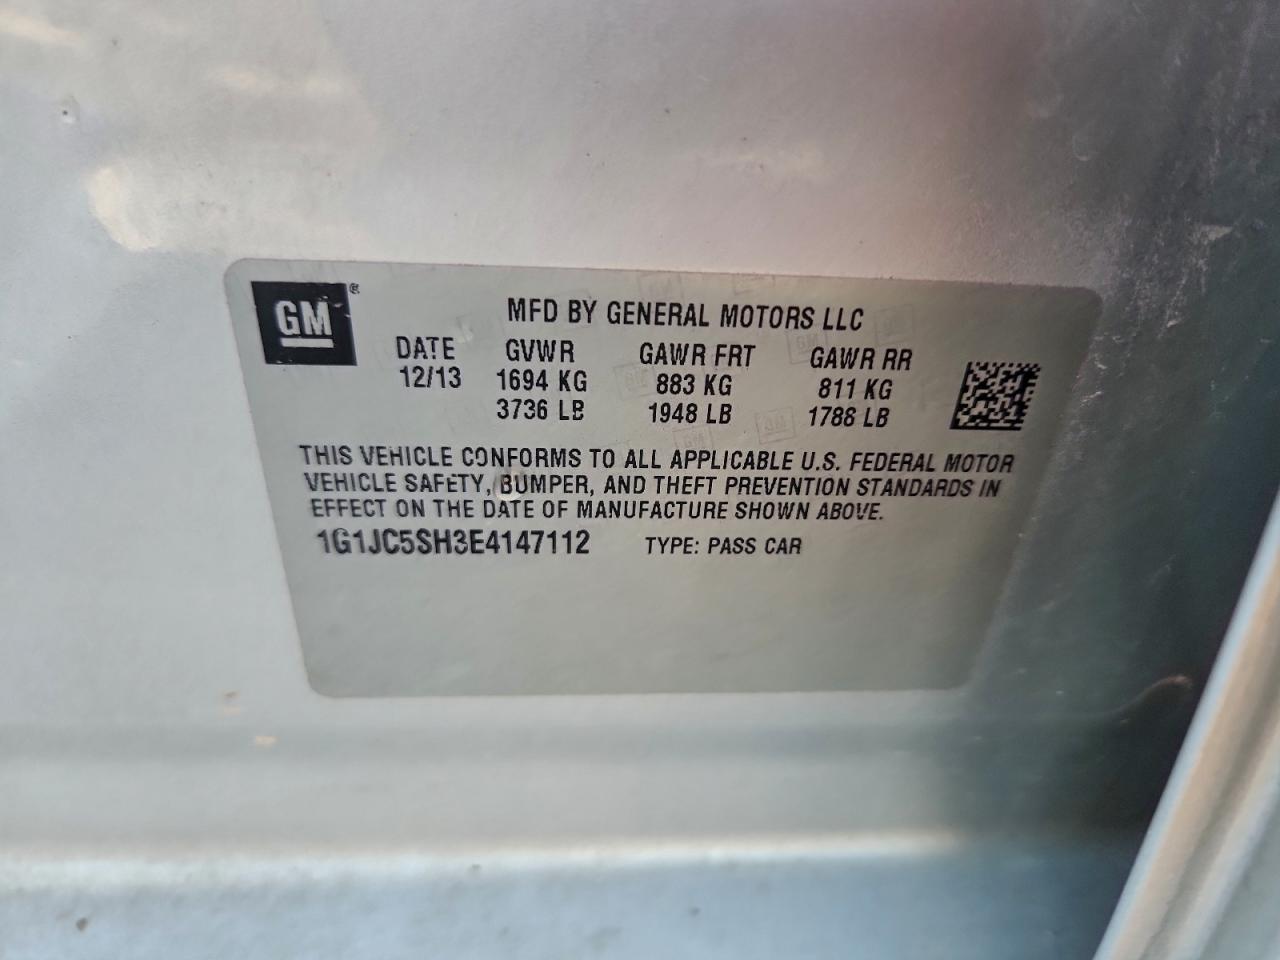 GM®
MFD BY GENERAL MOTORS LLC
DATE GVWR GAWR FRT GAWR RR
12/13 1694 KG 883 KG 811 KG
3736 LB 1948 LB 1788 LB
THIS VEHICLE CONFORMS TO ALL APPLICABLE U.S. FEDERAL MOTOR
VEHICLE SAFETY, BUMPER, AND THEFT PREVENTION STANDARDS IN
EFFECT ON THE DATE OF MANUFACTURE SHOWN ABOVE.
1G1JC5SH3E4147112 TYPE: PASS CAR